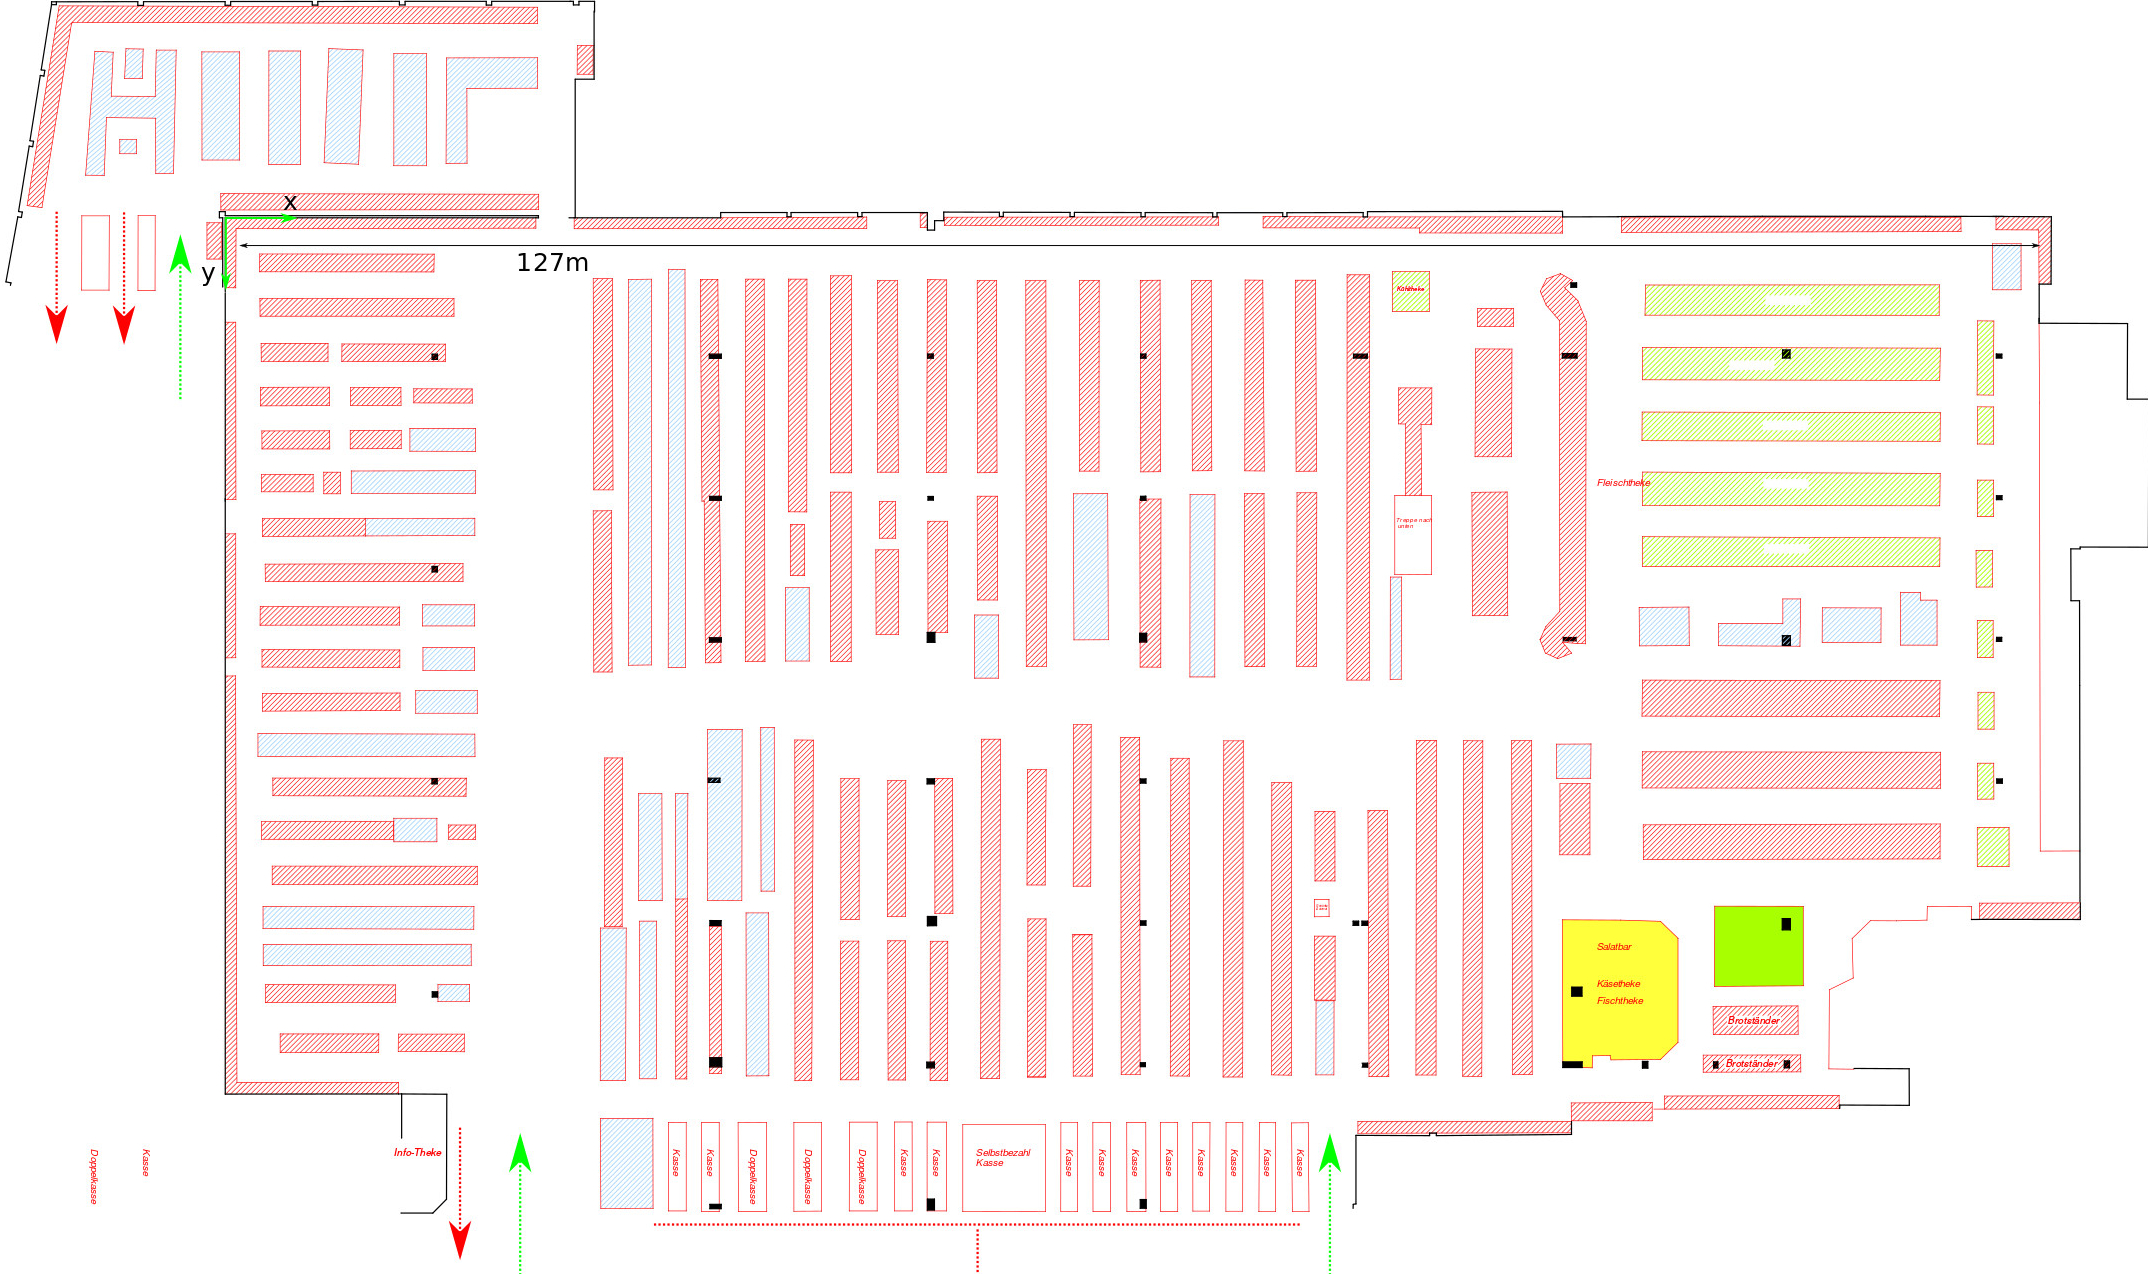 x
y
127m
Kühltheke
Treppe nach
unten
Fleischtheke
Salatbar
Käsetheke
Fischtheke
Brotständer
Brotständer
Doppelkasse
Kasse
Info-Theke
Kasse
Kasse
Doppelkasse
Doppelkasse
Doppelkasse
Kasse
Kasse
Selbstbezahl
Kasse
Kasse
Kasse
Kasse
Kasse
Kasse
Kasse
Kasse
Kasse